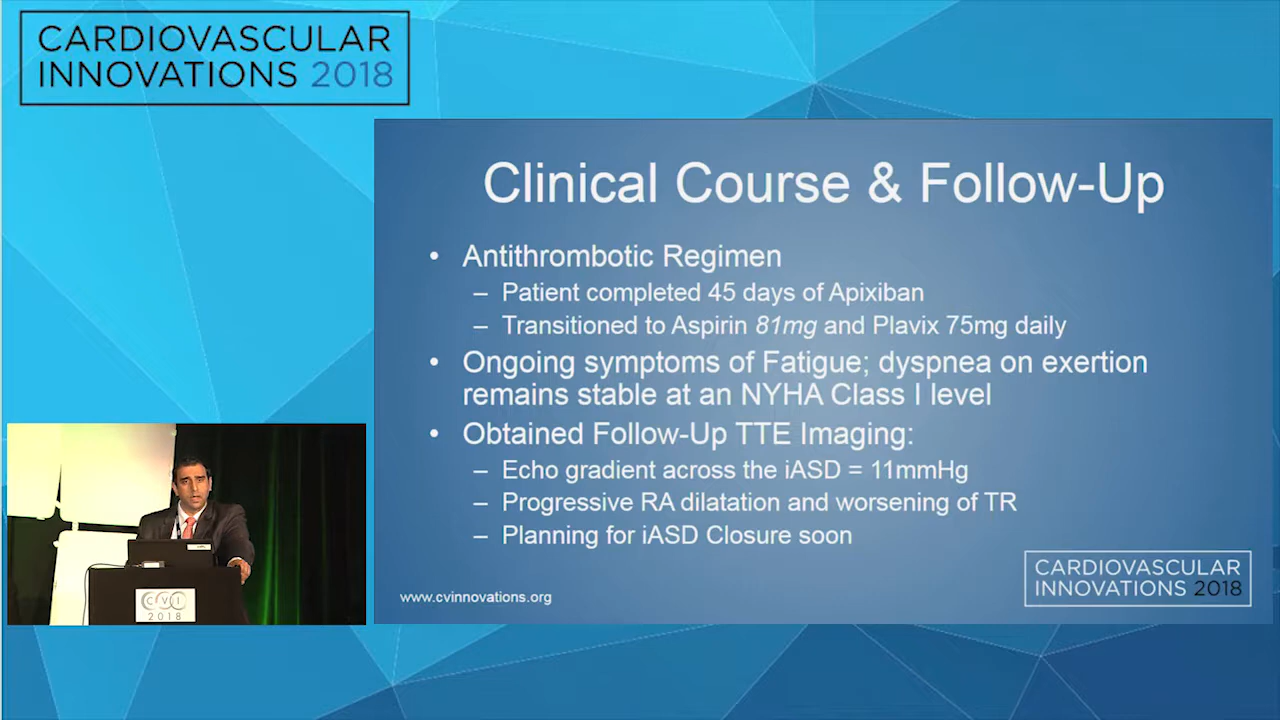 CARDIOVASCULAR
INNOVATIONS 2018
Clinical Course & Follow-Up
• Antithrombotic Regimen
– Patient completed 45 days of Apixiban
– Transitioned to Aspirin 81mg and Plavix 75mg daily
• Ongoing symptoms of Fatigue; dyspnea on exertion
remains stable at an NYHA Class I level
• Obtained Follow-Up TTE Imaging:
– Echo gradient across the iASD = 11mmHg
– Progressive RA dilatation and worsening of TR
– Planning for iASD Closure soon
www.cvinnovations.org
CARDIOVASCULAR
INNOVATIONS 2018
CVI
2018